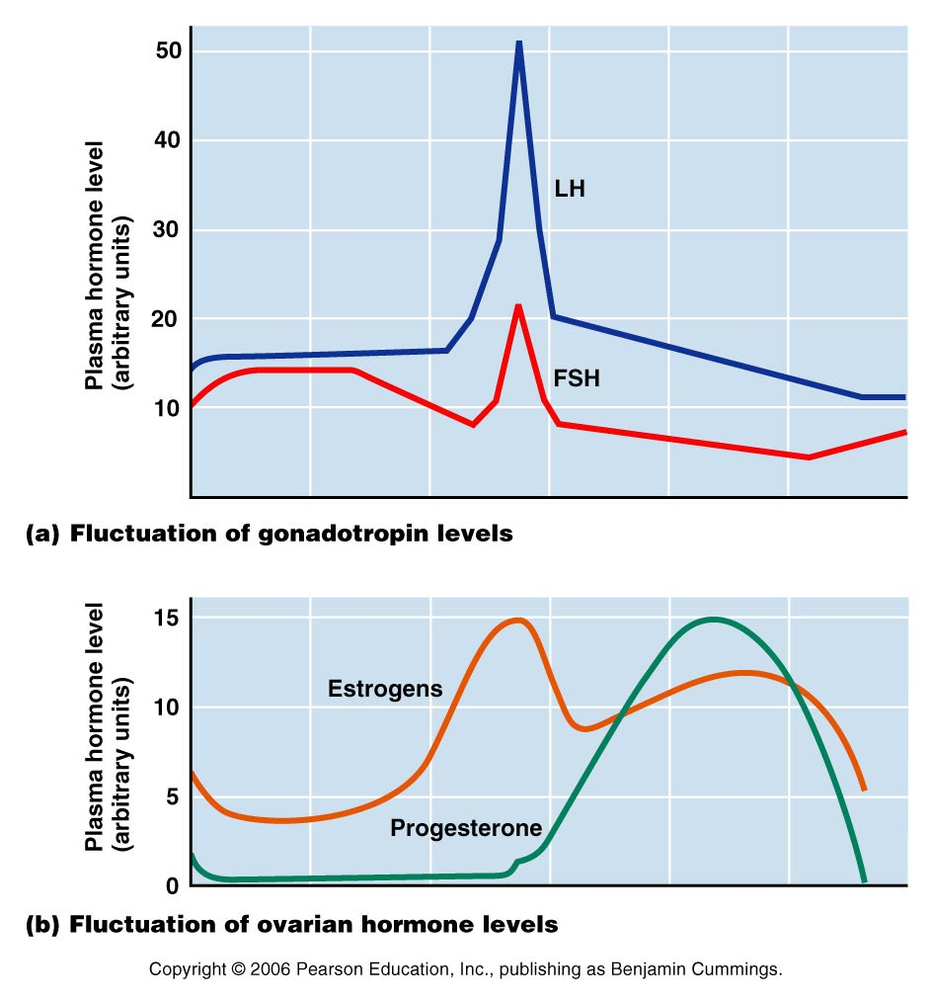 Plasma hormone level
(arbitrary units)
50
40
30
20
10
LH
FSH
(a) Fluctuation of gonadotropin levels
Plasma hormone level
(arbitrary units)
15
10
5
0
Estrogens
Progesterone
(b) Fluctuation of ovarian hormone levels
Copyright © 2006 Pearson Education, Inc., publishing as Benjamin Cummings.